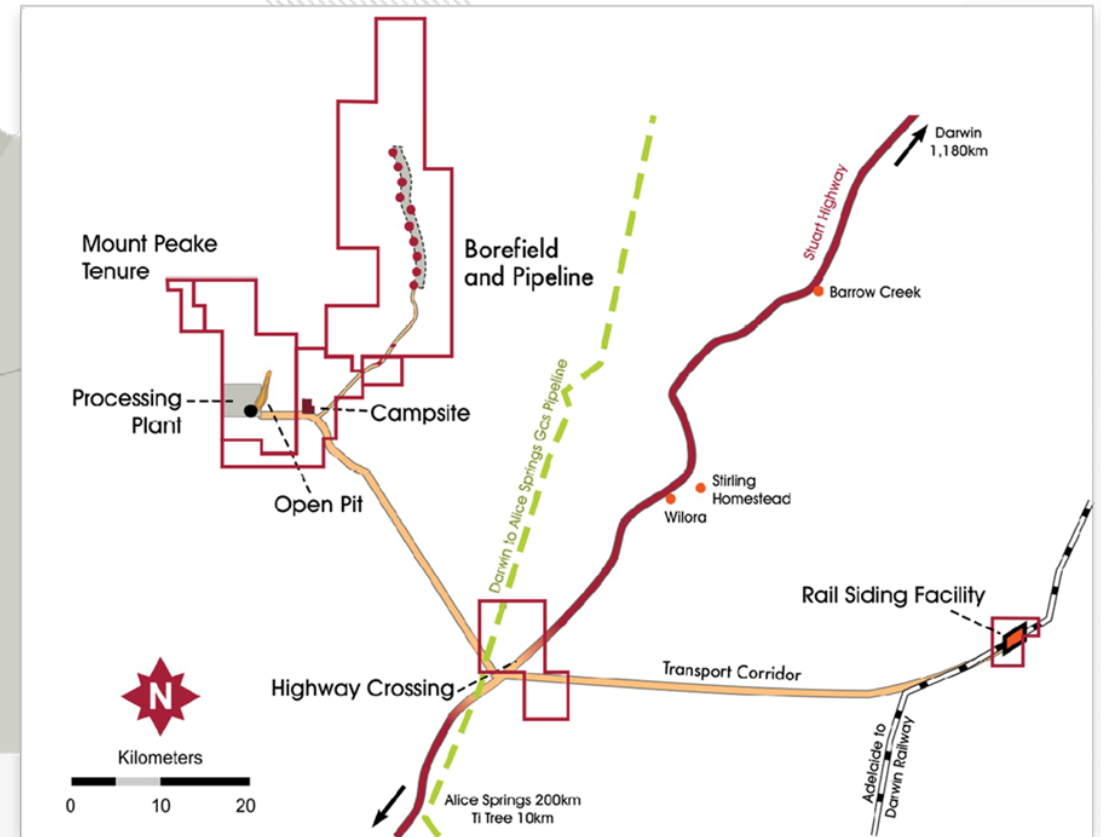 Darwin
1,180km
Stuart Highway
Mount Peake
Tenure
Borefield
and Pipeline
Barrow Creek
Darwin to Alice Springs Gas Pipeline
Processing
Plant
Campsite
Open Pit
Stirling
Homestead
Wilora
Rail Siding Facility
Transport Corridor
Highway Crossing
N
Kilometers
0 10 20
Adelaide to
Darwin Railway
Alice Springs 200km
Ti Tree 10km